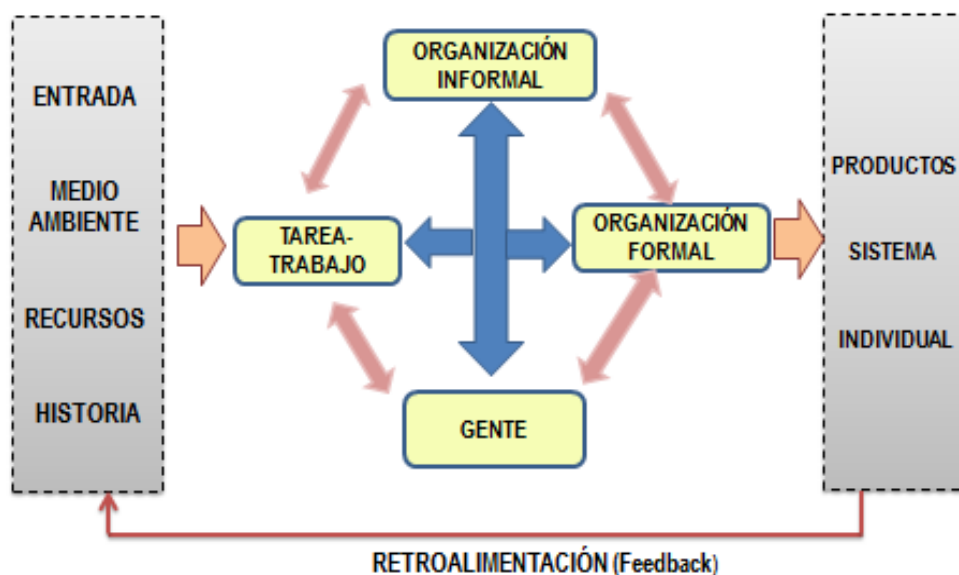 ENTRADA
MEDIO
AMBIENTE
RECURSOS
HISTORIA
ORGANIZACIÓN
INFORMAL
TAREA-
TRABAJO
ORGANIZACIÓN
FORMAL
GENTE
PRODUCTOS
SISTEMA
INDIVIDUAL
RETROALIMENTACIÓN (Feedback)